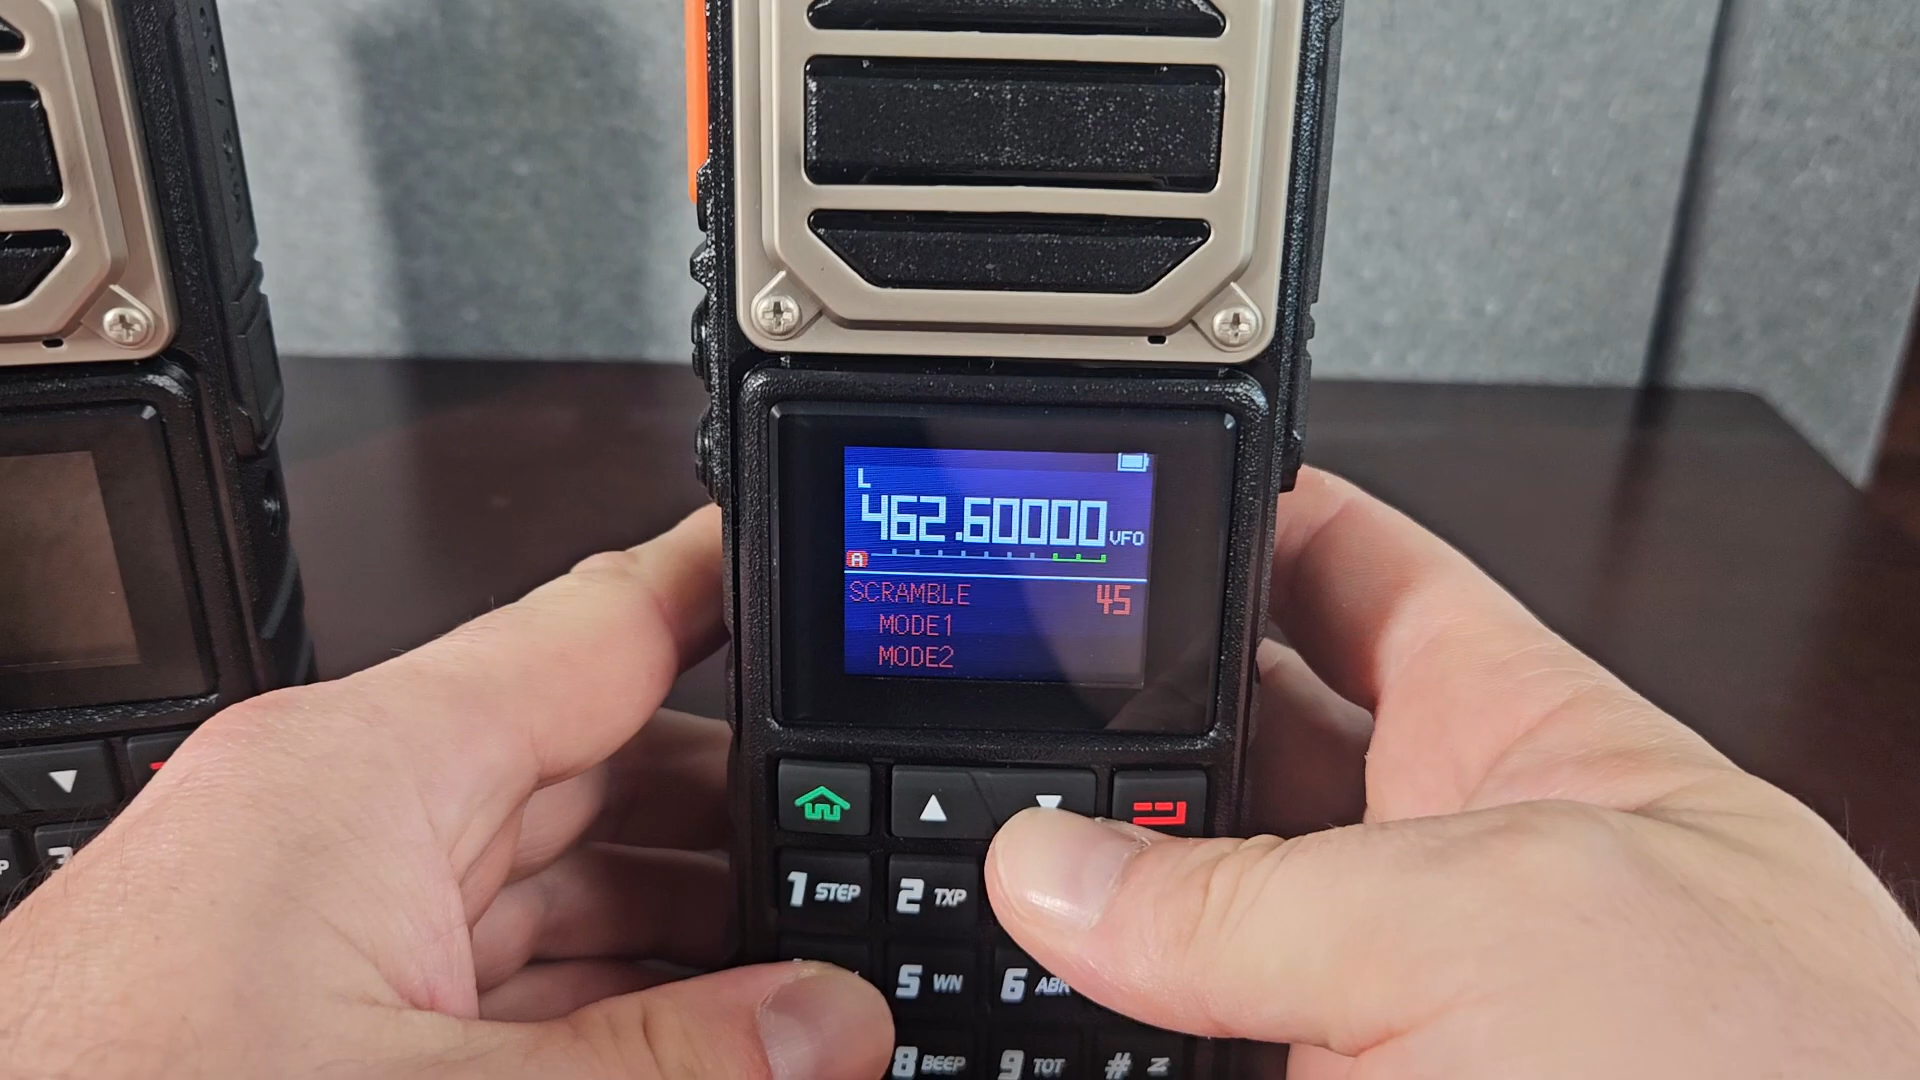 L
462.60000 VFO
A
SCRAMBLE 45
MODE1
MODE2
1 STEP 2 TXP
5 WN 6 ABR
8 BEEP 9 TOT #